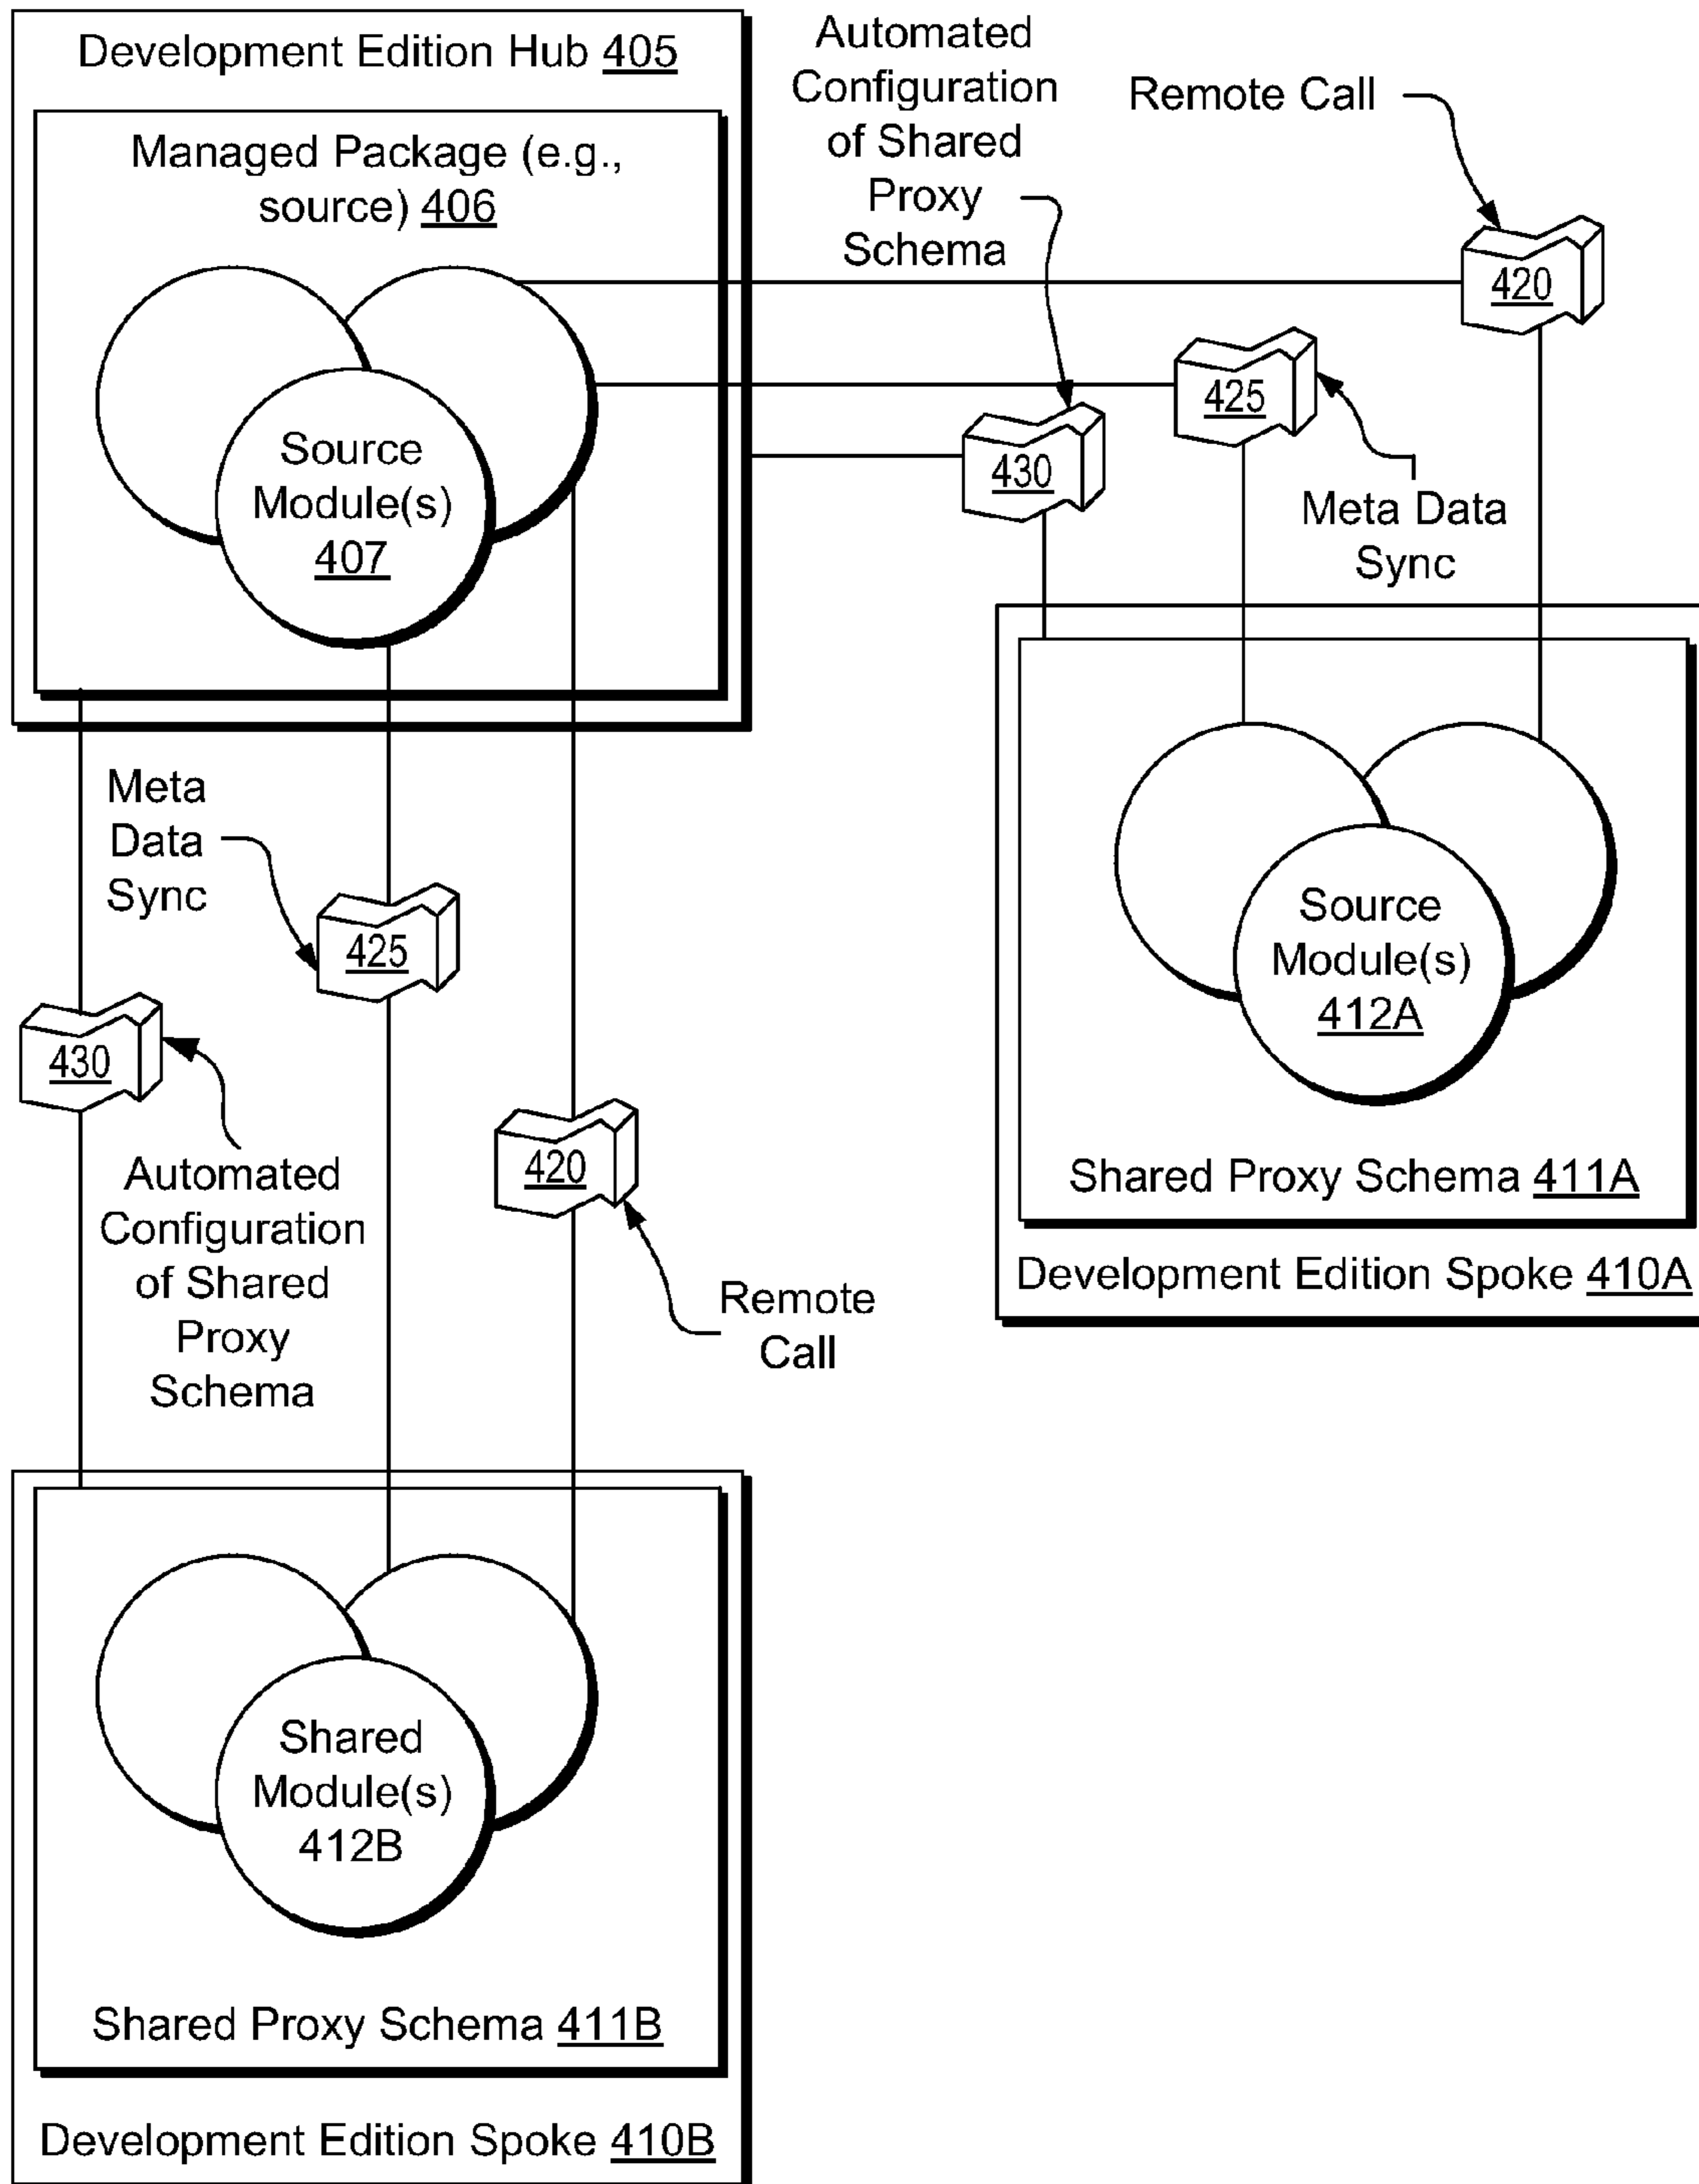 Development Edition Hub 405
Managed Package (e.g.,
source) 406
Source
Module(s)
407
Automated
Configuration
of Shared
Proxy
Schema
Remote Call
420
425
430
Meta Data
Sync
Source
Module(s)
412A
Shared Proxy Schema 411A
Development Edition Spoke 410A
Meta
Data
Sync
425
430
420
Automated
Configuration
of Shared
Proxy
Schema
Remote
Call
Shared
Module(s)
412B
Shared Proxy Schema 411B
Development Edition Spoke 410B